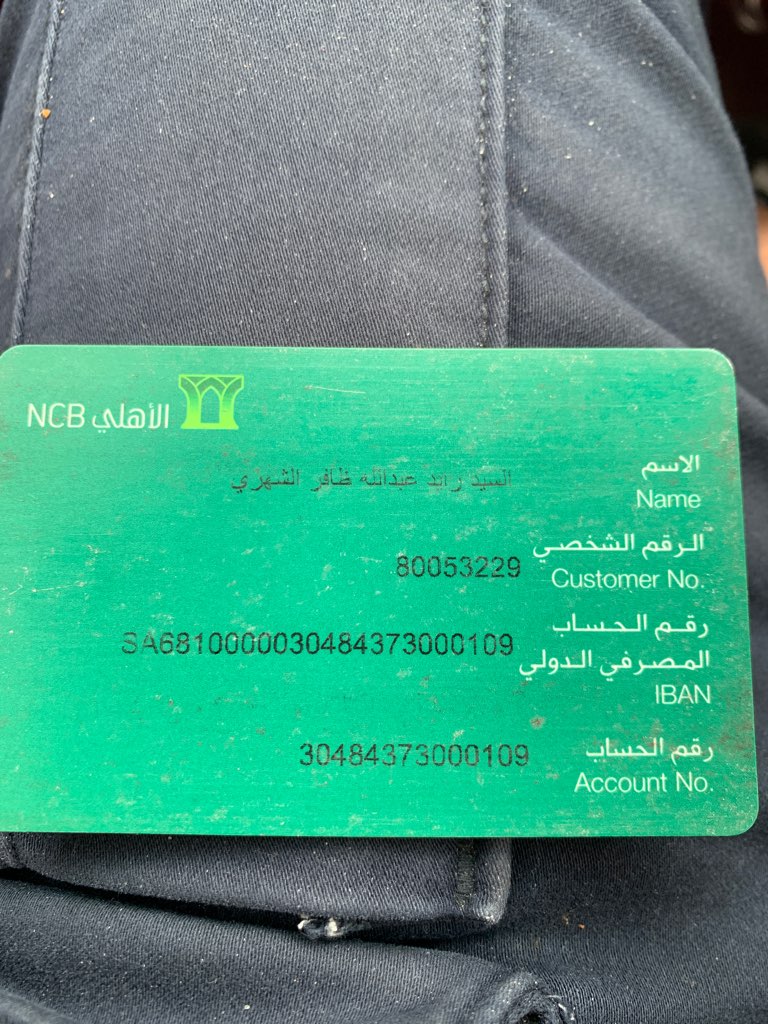 NCB الأهلي
الاسم
السيد رائد عبدالله ظافر الشهري
Name
الرقم الشخصي
80053229
Customer No.
رقم الحساب
المصرفي الدولي
SA6810000030484373000109
IBAN
رقم الحساب
30484373000109
Account No.